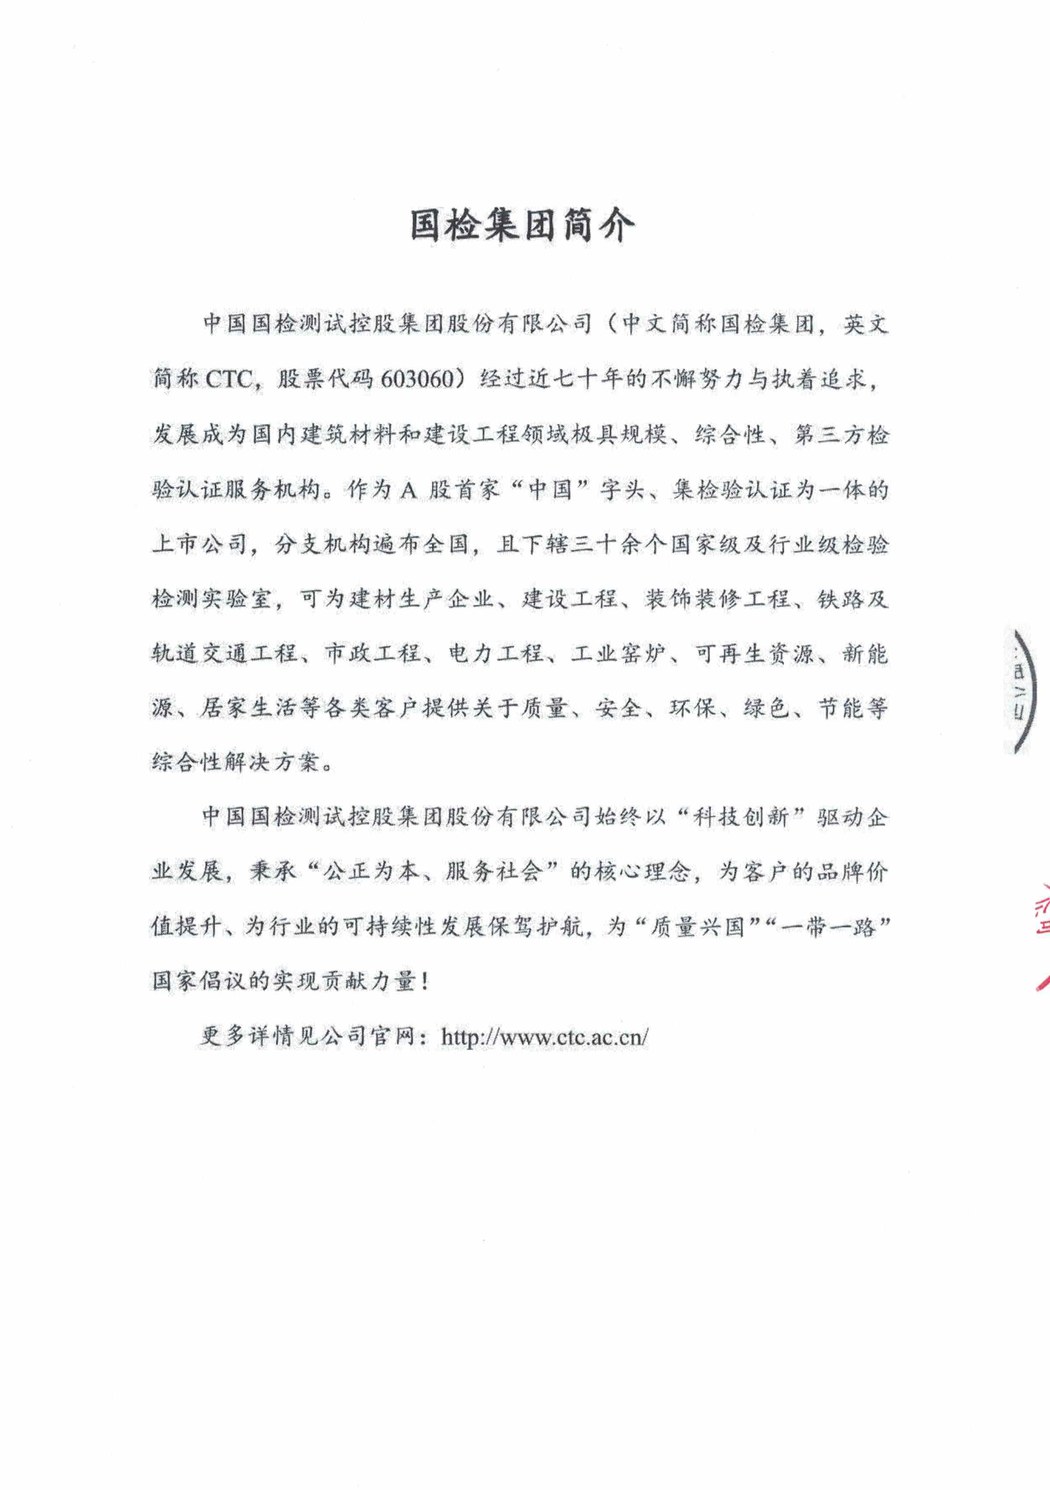 国检集团简介
中国国检测试控股集团股份有限公司（中文简称国检集团，英文
简称 CTC，股票代码 603060）经过近七十年的不懈努力与执着追求，
发展成为国内建筑材料和建设工程领域极具规模、综合性、第三方检
验认证服务机构。作为 A 股首家“中国”字头、集检验认证为一体的
上市公司，分支机构遍布全国，且下辖三十余个国家级及行业级检验
检测实验室，可为建材生产企业、建设工程、装饰装修工程、铁路及
轨道交通工程、市政工程、电力工程、工业窑炉、可再生资源、新能
源、居家生活等各类客户提供关于质量、安全、环保、绿色、节能等
综合性解决方案。
中国国检测试控股集团股份有限公司始终以“科技创新”驱动企
业发展，秉承“公正为本、服务社会”的核心理念，为客户的品牌价
值提升、为行业的可持续性发展保驾护航，为“质量兴国”“一带一路”
国家倡议的实现贡献力量！
更多详情见公司官网：http://www.ctc.ac.cn/